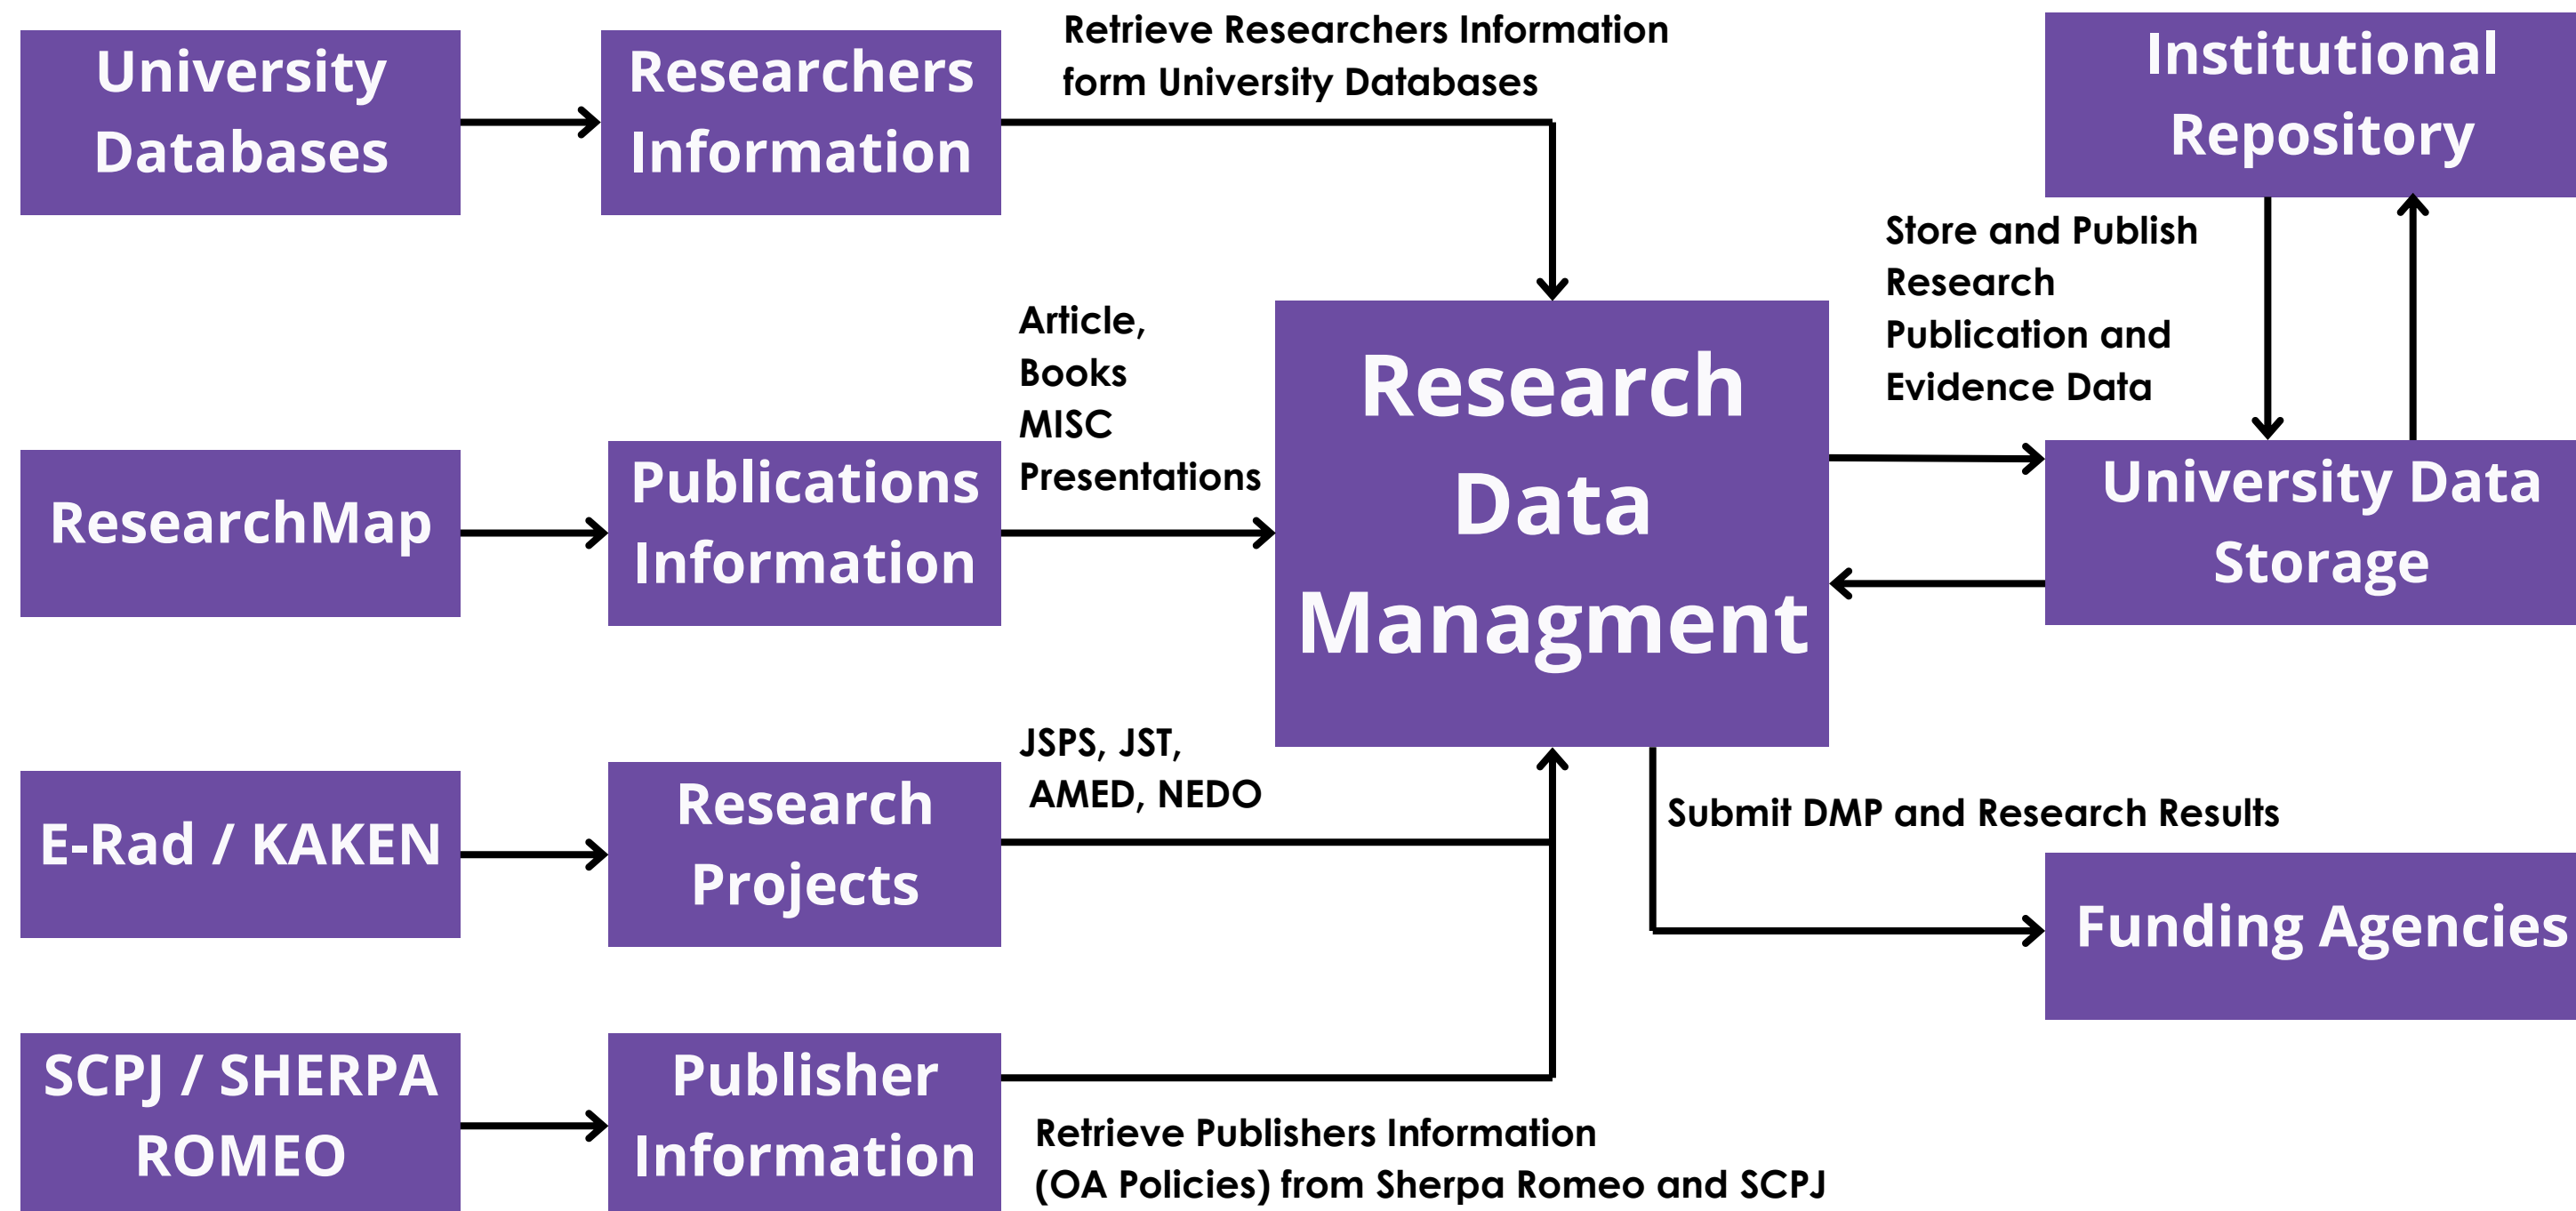 University
Databases
Researchers
Information
Retrieve Researchers Information
form University Databases
Institutional
Repository
Store and Publish
Research
Publication and
Evidence Data
ResearchMap
Publications
Information
Article,
Books
MISC
Presentations
Research
Data
Managment
University Data
Storage
E-Rad / KAKEN
Research
Projects
JSPS, JST,
AMED, NEDO
Submit DMP and Research Results
Funding Agencies
SCPJ / SHERPA
ROMEO
Publisher
Information
Retrieve Publishers Information
(OA Policies) from Sherpa Romeo and SCPJ